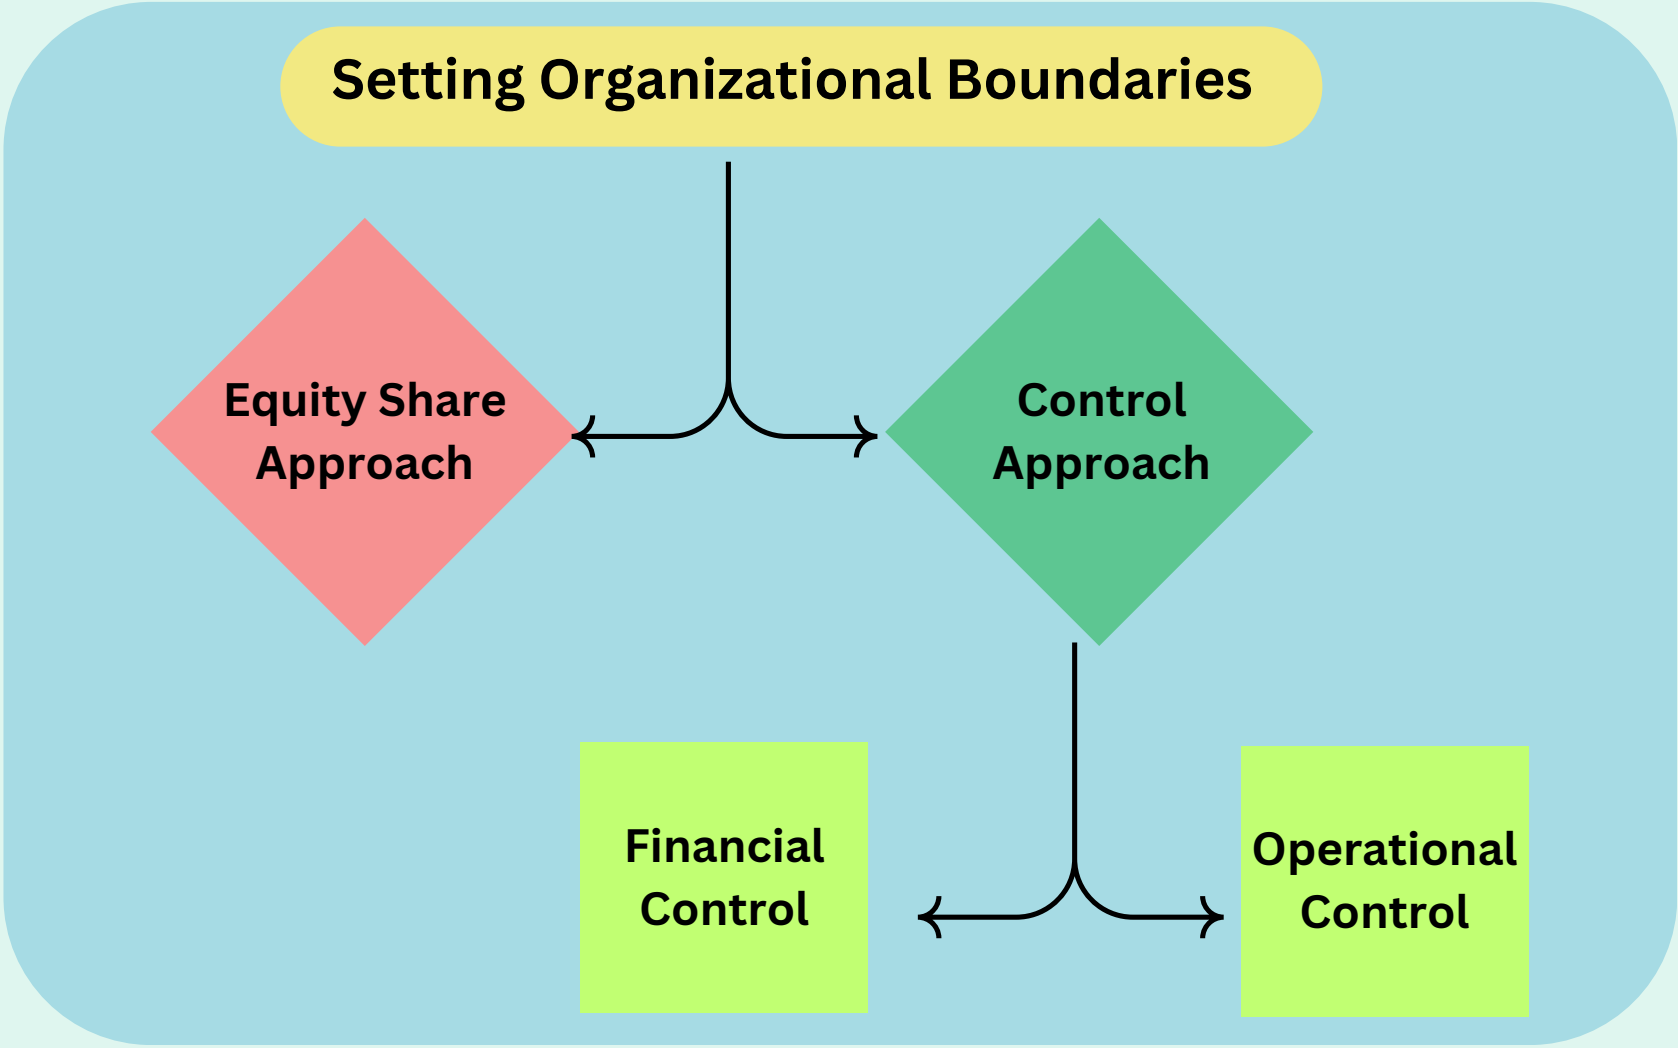 Setting Organizational Boundaries
Equity Share
Approach
Control
Approach
Financial
Control
Operational
Control